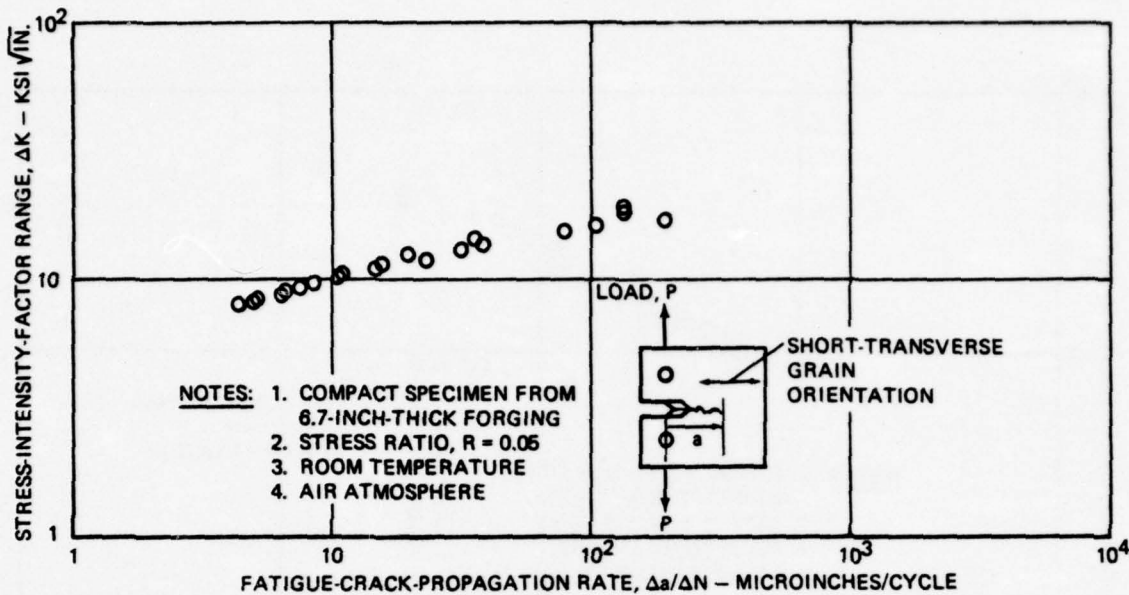 STRESS-INTENSITY-FACTOR RANGE, ΔK – KSI √IN.
10²
10
1
LOAD, P
SHORT-TRANSVERSE
GRAIN
ORIENTATION
a
P
NOTES: 1. COMPACT SPECIMEN FROM
6.7-INCH-THICK FORGING
2. STRESS RATIO, R = 0.05
3. ROOM TEMPERATURE
4. AIR ATMOSPHERE
1 10 10² 10³ 10⁴
FATIGUE-CRACK-PROPAGATION RATE, Δa/ΔN – MICROINCHES/CYCLE